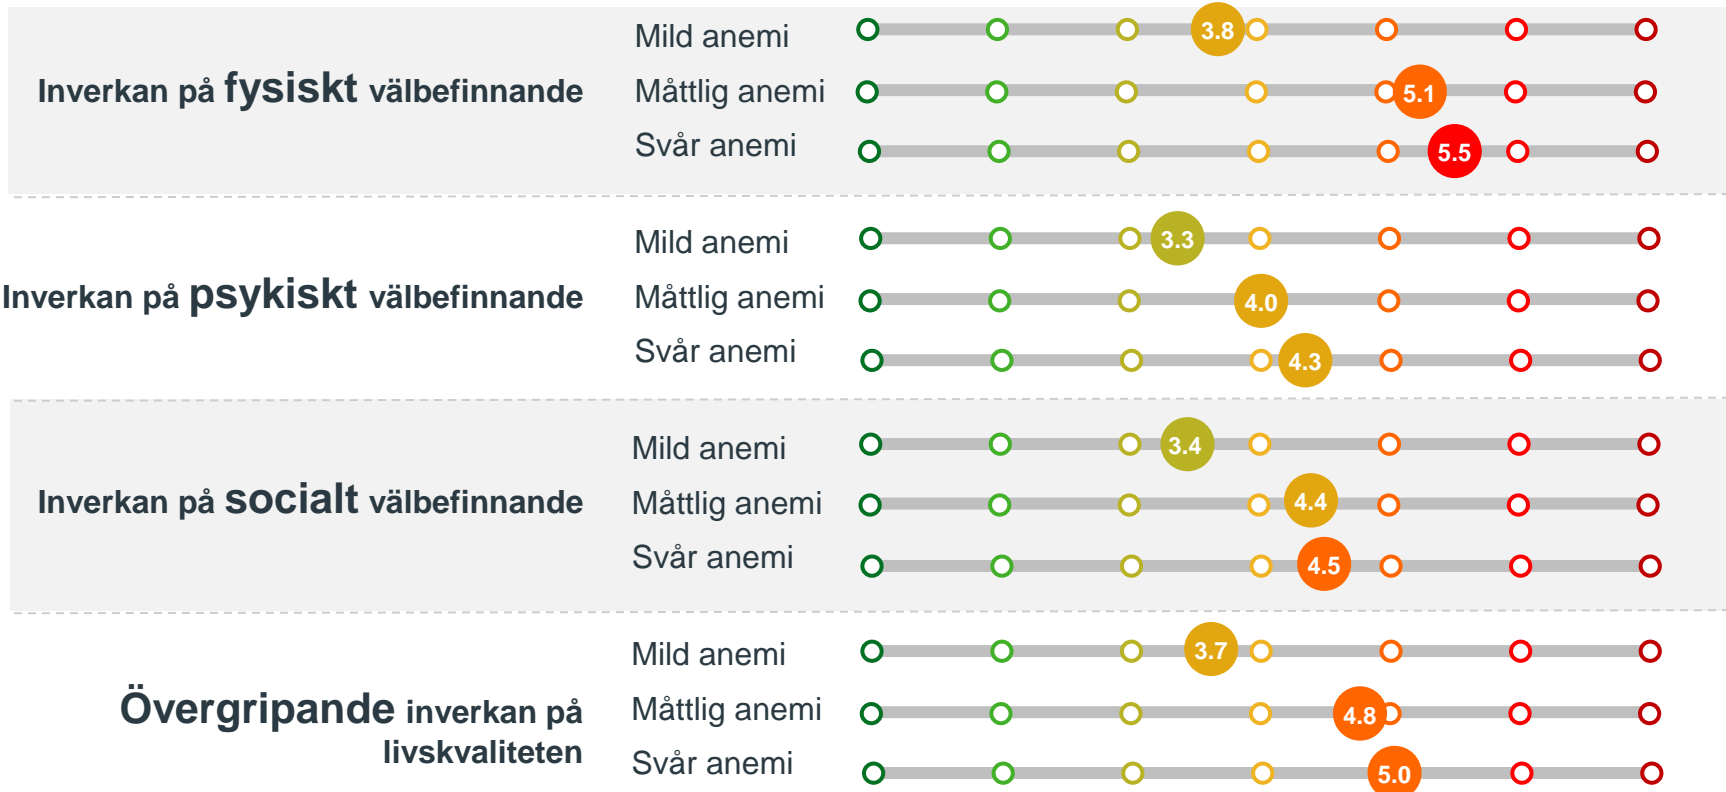 Mild anemi
3.8
Inverkan på fysiskt välbefinnande
Måttlig anemi
5.1
Svår anemi
5.5
Mild anemi
3.3
Inverkan på psykiskt välbefinnande
Måttlig anemi
4.0
Svår anemi
4.3
Mild anemi
3.4
Inverkan på socialt välbefinnande
Måttlig anemi
4.4
Svår anemi
4.5
Mild anemi
3.7
Övergripande inverkan på
livskvaliteten
Måttlig anemi
4.8
Svår anemi
5.0